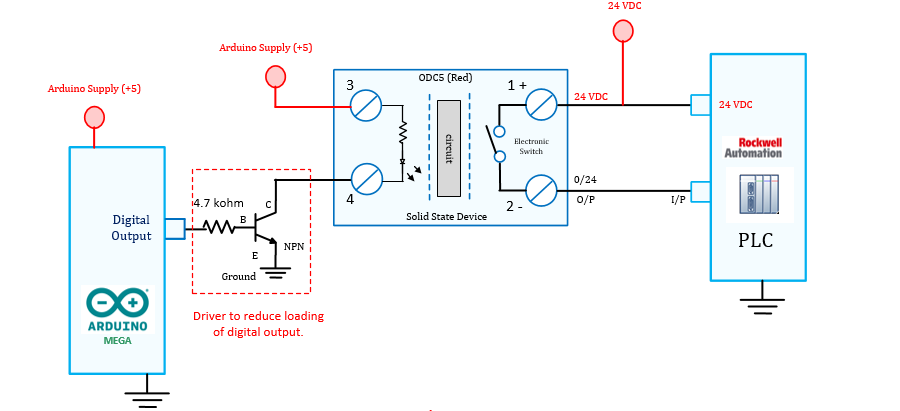 24 VDC
Arduino Supply (+5)
Arduino Supply (+5)
ODC5 (Red)
3
1 +
24 VDC
24 VDC
circuit
Electronic
Switch
Rockwell
Automation
4
2 -
0/24
O/P
I/P
Solid State Device
PLC
4.7 kohm
C
B
E
NPN
Ground
Digital
Output
ARDUINO
MEGA
Driver to reduce loading
of digital output.